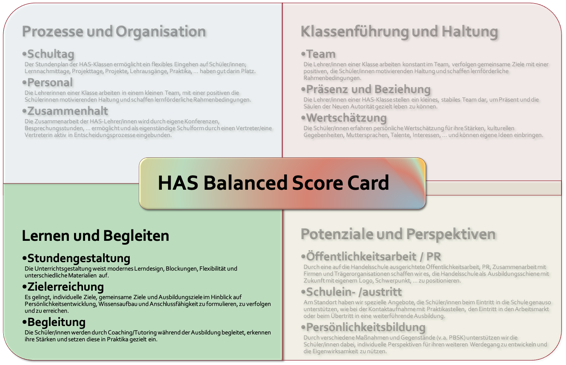 Prozesse und Organisation
•Schultag
Der Stundenplan der HAS-Klassen ermöglicht ein flexibles Eingehen auf Schüler/innen,
Lernnachmittage, Projekttage, Projekte, Lehrausgänge, Praktika, … haben gut darin Platz.
•Personal
Die Lehrer/innen einer Klasse arbeiten in einem kleinen Team, mit einer positiven die
Schüler/innen motivierenden Haltung und schaffen lernförderliche Rahmenbedingungen.
•Zusammenhalt
Die Zusammenarbeit der HAS-Lehrer/innen wird durch eigene Konferenzen,
Besprechungsstunden, … ermöglicht und als eigenständige Schulform durch einen Vertreter/eine
Vertreterin aktiv in Entscheidungsprozesse eingebunden.
Klassenführung und Haltung
•Team
Die Lehrer/innen einer Klasse arbeiten konstant im Team, verfolgen gemeinsame Ziele mit einer
positiven, die Schüler/innen motivierenden Haltung und schaffen lernförderliche
Rahmenbedingungen.
•Präsenz und Beziehung
Die Lehrer/innen einer HAS-Klasse stellen ein kleines, stabiles Team dar, um Präsent und die
Säulen der Neuen Autorität gezielt leben zu können.
•Wertschätzung
Die Schüler/innen erfahren persönliche Wertschätzung für ihre Stärken, kulturellen
Gegebenheiten, Muttersprachen, Talente, Interessen, … und können eigene Ideen einbringen.
HAS Balanced Score Card
Lernen und Begleiten
•Stundengestaltung
Die Unterrichtsgestaltung weist modernes Lerndesign, Blockungen, Flexibilität und
unterschiedliche Materialien auf.
•Zielerreichung
Es gelingt, individuelle Ziele, gemeinsame Ziele und Ausbildungsziele im Hinblick auf
Persönlichkeitsentwicklung, Wissensaufbau und Anschlussfähigkeit zu formulieren, zu verfolgen
und zu erreichen.
•Begleitung
Die Schüler/innen werden durch Coaching/Tutoring während der Ausbildung begleitet, erkennen
ihre Stärken und setzen diese in Praktika gezielt ein.
Potenziale und Perspektiven
•Öffentlichkeitsarbeit / PR
Durch eine auf die Handelsschule ausgerichtete Öffentlichkeitsarbeit, PR, Zusammenarbeit mit
Firmen und Trägerorganisationen schaffen wir es, die Handelsschule als Ausbildungsschiene mit
Zukunft mit eigenem Logo, Schwerpunkt, … zu positionieren.
•Schulein- /austritt
Am Standort haben wir spezielle Angebote, die Schüler/innen beim Eintritt in die Schule genauso
unterstützen, wie bei der Kontaktaufnahme mit Praktikastellen, den Eintritt in den Arbeitsmarkt
oder beim Übertritt in eine weiterführende Ausbildung.
•Persönlichkeitsbildung
Durch verschiedene Maßnahmen und Gegenstände (v.a. PBSK) unterstützen wir die
Schüler/innen dabei, individuelle Perspektiven für ihren weiteren Werdegang zu entwickeln und
die Eigenwirksamkeit zu nützen.